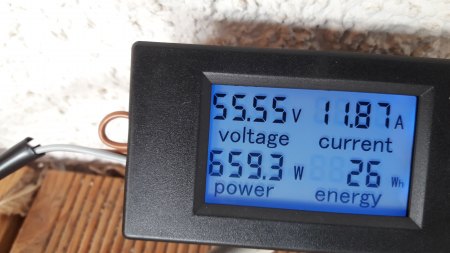 55.55 V 11.87 A
voltage current
659.3 W 26 Wh
power energy